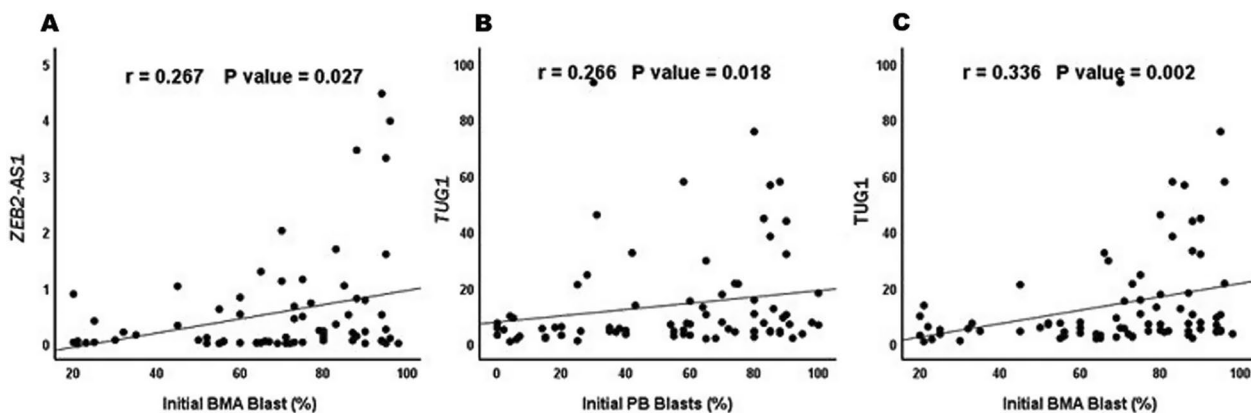 A
r = 0.267 P value = 0.027
5
4
3
2
1
0
ZEB2-AS1
20 40 60 80 100
Initial BMA Blast (%)
B
r = 0.266 P value = 0.018
100
80
60
40
20
0
TUG1
0 20 40 60 80 100
Initial PB Blasts (%)
C
r = 0.336 P value = 0.002
100
80
60
40
20
0
TUG1
20 40 60 80 100
Initial BMA Blast (%)